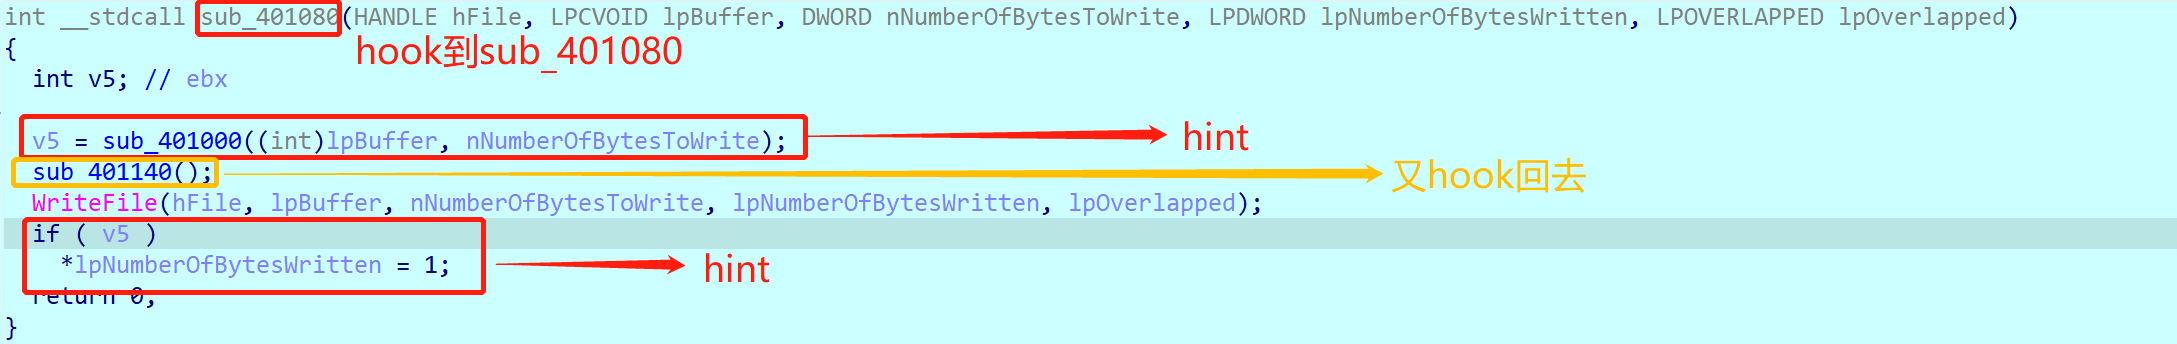 int __stdcall sub_401080(HANDLE hFile, LPCVOID lpBuffer, DWORD nNumberOfBytesToWrite, LPDWORD lpNumberOfBytesWritten, LPOVERLAPPED lpOverlapped)
{
hook到sub_401080
int v5; // ebx
v5 = sub_401000((int)lpBuffer, nNumberOfBytesToWrite);
hint
sub_401140();
又hook回去
WriteFile(hFile, lpBuffer, nNumberOfBytesToWrite, lpNumberOfBytesWritten, lpOverlapped);
if ( v5 )
*lpNumberOfBytesWritten = 1;
hint
return 0;
}